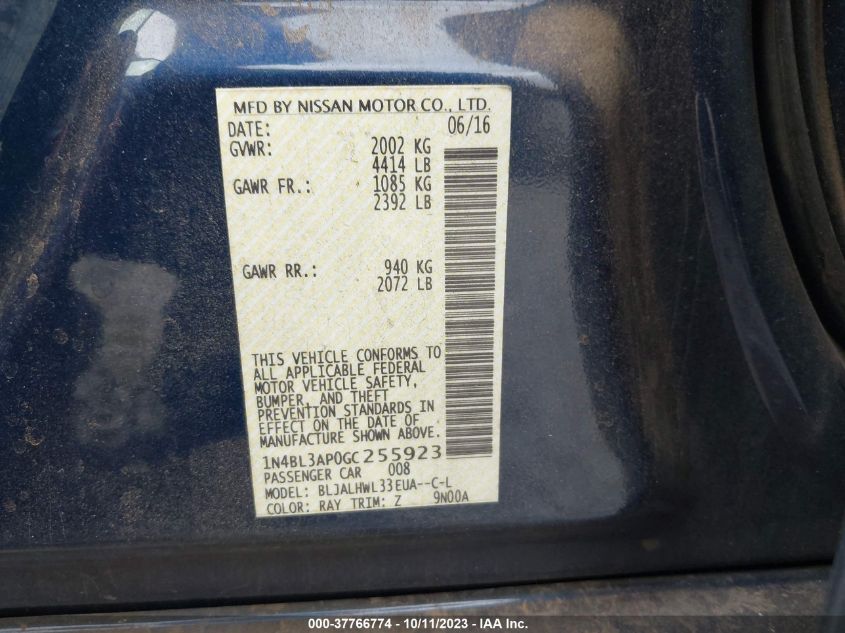 MFD BY NISSAN MOTOR CO., LTD.
DATE: 06/16
GVWR: 2002 KG
4414 LB
GAWR FR.: 1085 KG
2392 LB
GAWR RR.: 940 KG
2072 LB
THIS VEHICLE CONFORMS TO
ALL APPLICABLE FEDERAL
MOTOR VEHICLE SAFETY,
BUMPER, AND THEFT
PREVENTION STANDARDS IN
EFFECT ON THE DATE OF
MANUFACTURE SHOWN ABOVE.
1N4BL3AP0GC255923
PASSENGER CAR 008
MODEL: BLJALHWL33EUA--C-L
COLOR: RAY TRIM: Z 9N00A
000-37766774 - 10/11/2023 - IAA Inc.